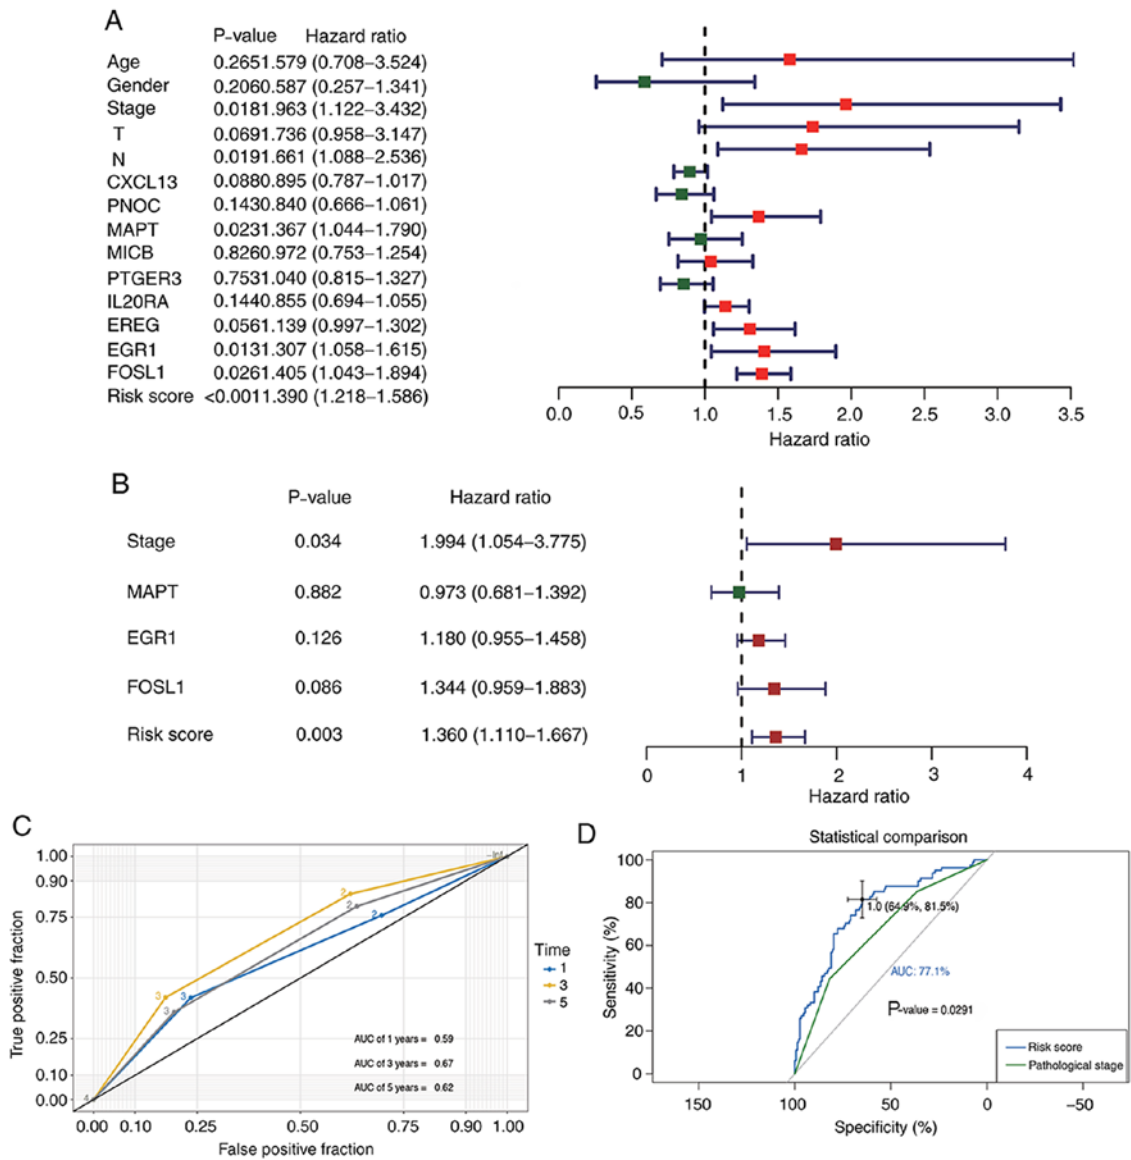 A
P-value Hazard ratio
Age 0.2651.579 (0.708–3.524)
Gender 0.2060.587 (0.257–1.341)
Stage 0.0181.963 (1.122–3.432)
T 0.0691.736 (0.958–3.147)
N 0.0191.661 (1.088–2.536)
CXCL13 0.0880.895 (0.787–1.017)
PNOC 0.1430.840 (0.666–1.061)
MAPT 0.0231.367 (1.044–1.790)
MICB 0.8260.972 (0.753–1.254)
PTGER3 0.7531.040 (0.815–1.327)
IL20RA 0.1440.855 (0.694–1.055)
EREG 0.0561.139 (0.997–1.302)
EGR1 0.0131.307 (1.058–1.615)
FOSL1 0.0261.405 (1.043–1.894)
Risk score <0.0011.390 (1.218–1.586)
0.0 0.5 1.0 1.5 2.0 2.5 3.0 3.5
Hazard ratio
B
P-value Hazard ratio
Stage 0.034 1.994 (1.054–3.775)
MAPT 0.882 0.973 (0.681–1.392)
EGR1 0.126 1.180 (0.955–1.458)
FOSL1 0.086 1.344 (0.959–1.883)
Risk score 0.003 1.360 (1.110–1.667)
0 1 2 3 4
Hazard ratio
C
True positive fraction
1.00
0.90
0.75
0.50
0.25
0.10
0.00
-Inf
2
2
2
3
3
3
4
AUC of 1 years = 0.59
AUC of 3 years = 0.67
AUC of 5 years = 0.62
0.00 0.10 0.25 0.50 0.75 0.90 1.00
False positive fraction
Time
1
3
5
D
Statistical comparison
Sensitivity (%)
100
80
60
40
20
0
1.0 (64.9%, 81.5%)
AUC: 77.1%
P-value = 0.0291
Risk score
Pathological stage
150 100 50 0 –50
Specificity (%)